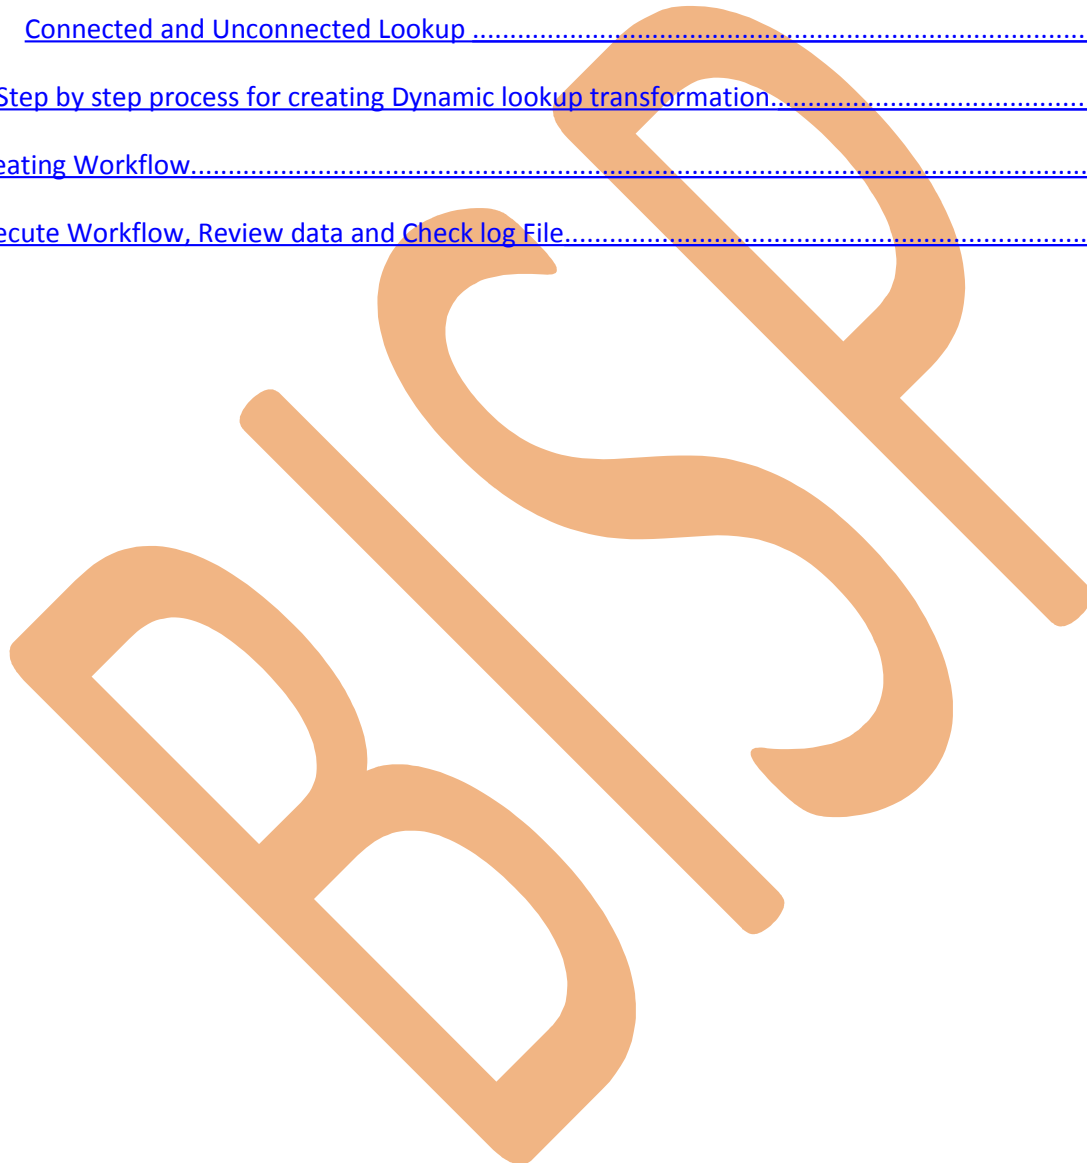 Connected and Unconnected Lookup ........................................................................................................
Step by step process for creating Dynamic lookup transformation....................................................
eating Workflow...................................................................................................................................................
ecute Workflow, Review data and Check log File....................................................................................
BISP